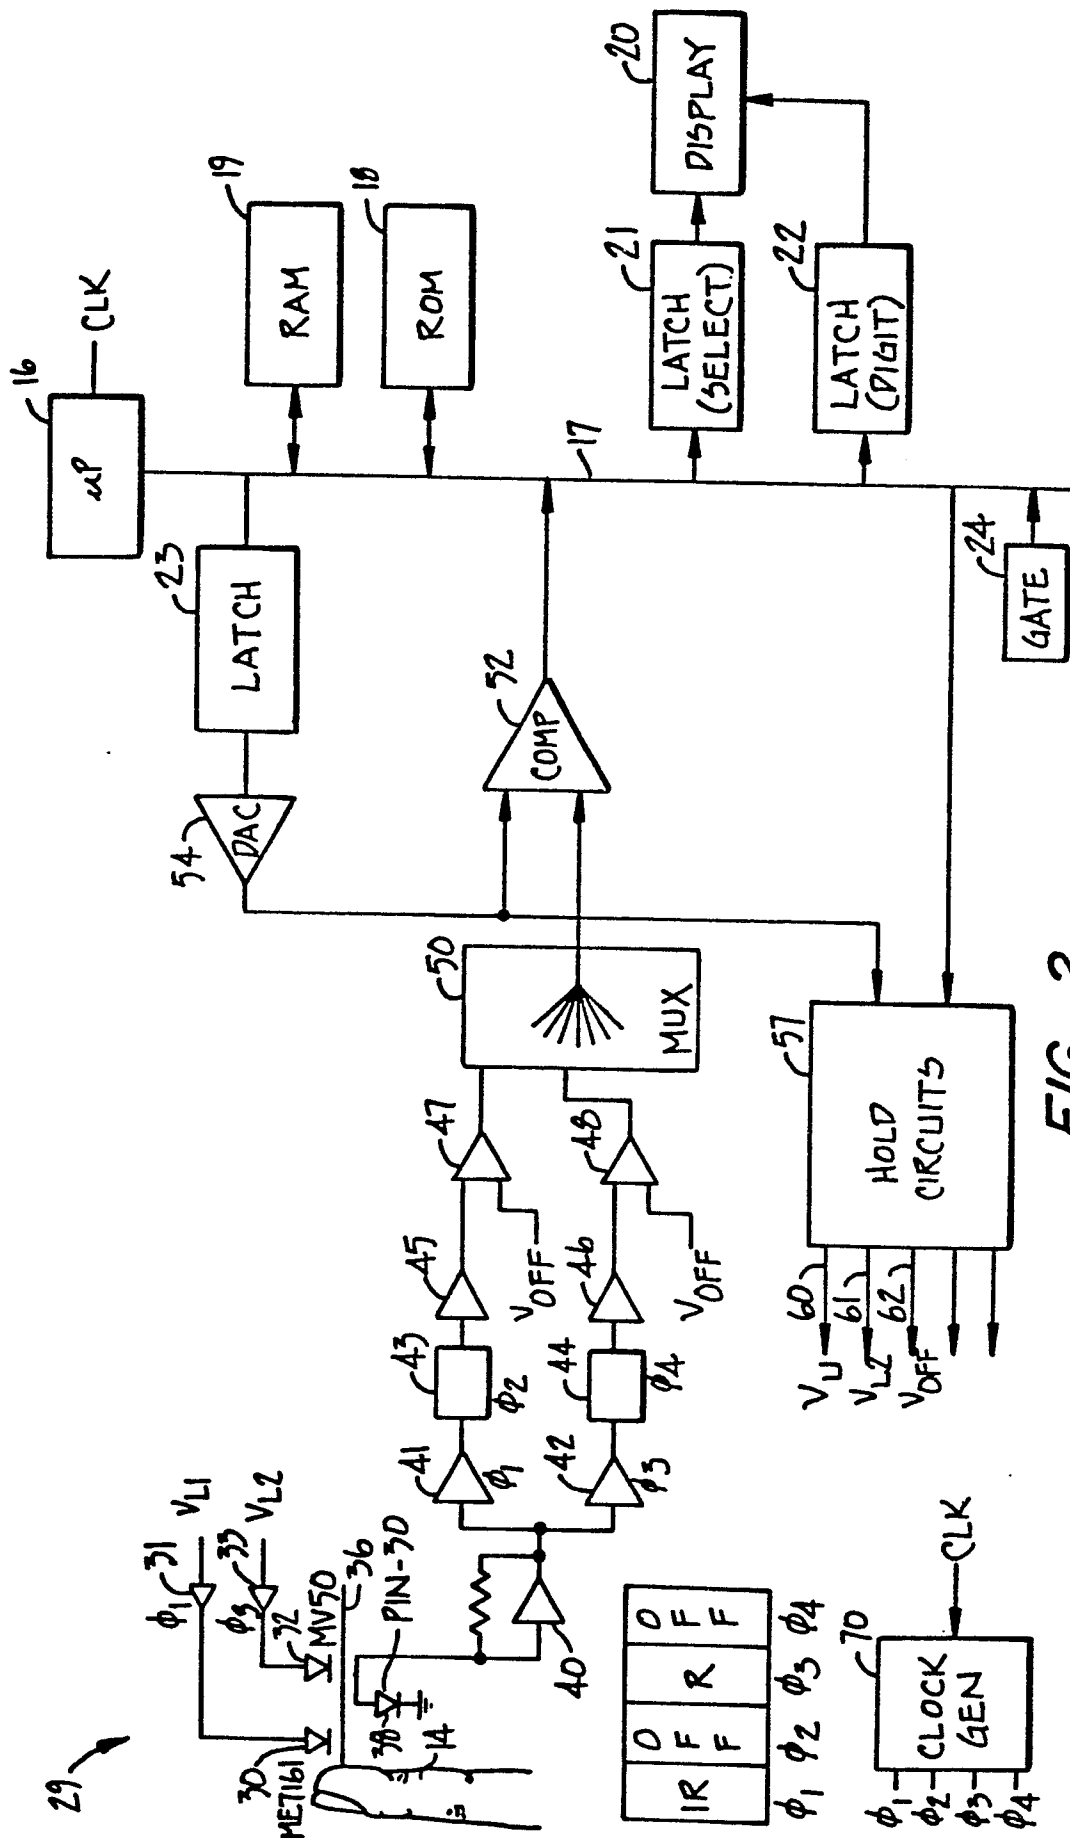 29
16
μP
CLK
19
RAM
18
ROM
23
LATCH
54
DAC
17
20
DISPLAY
21
LATCH
(SELECT)
22
LATCH
(DIGIT)
24
GATE
52
COMP
50
MUX
57
HOLD
CIRCUITS
60
61
62
VL1
VL2
VOFF
47
48
VOFF
VOFF
45
46
43
φ2
44
φ4
41
φ1
42
φ3
40
VL1
31
φ1
VL2
33
φ3
32
MV50
36
PIN-30
38
14
30
ME7161
IR
OFF
R
OFF
φ1 φ2 φ3 φ4
70
CLOCK
GEN
CLK
φ1
φ2
φ3
φ4
FIG